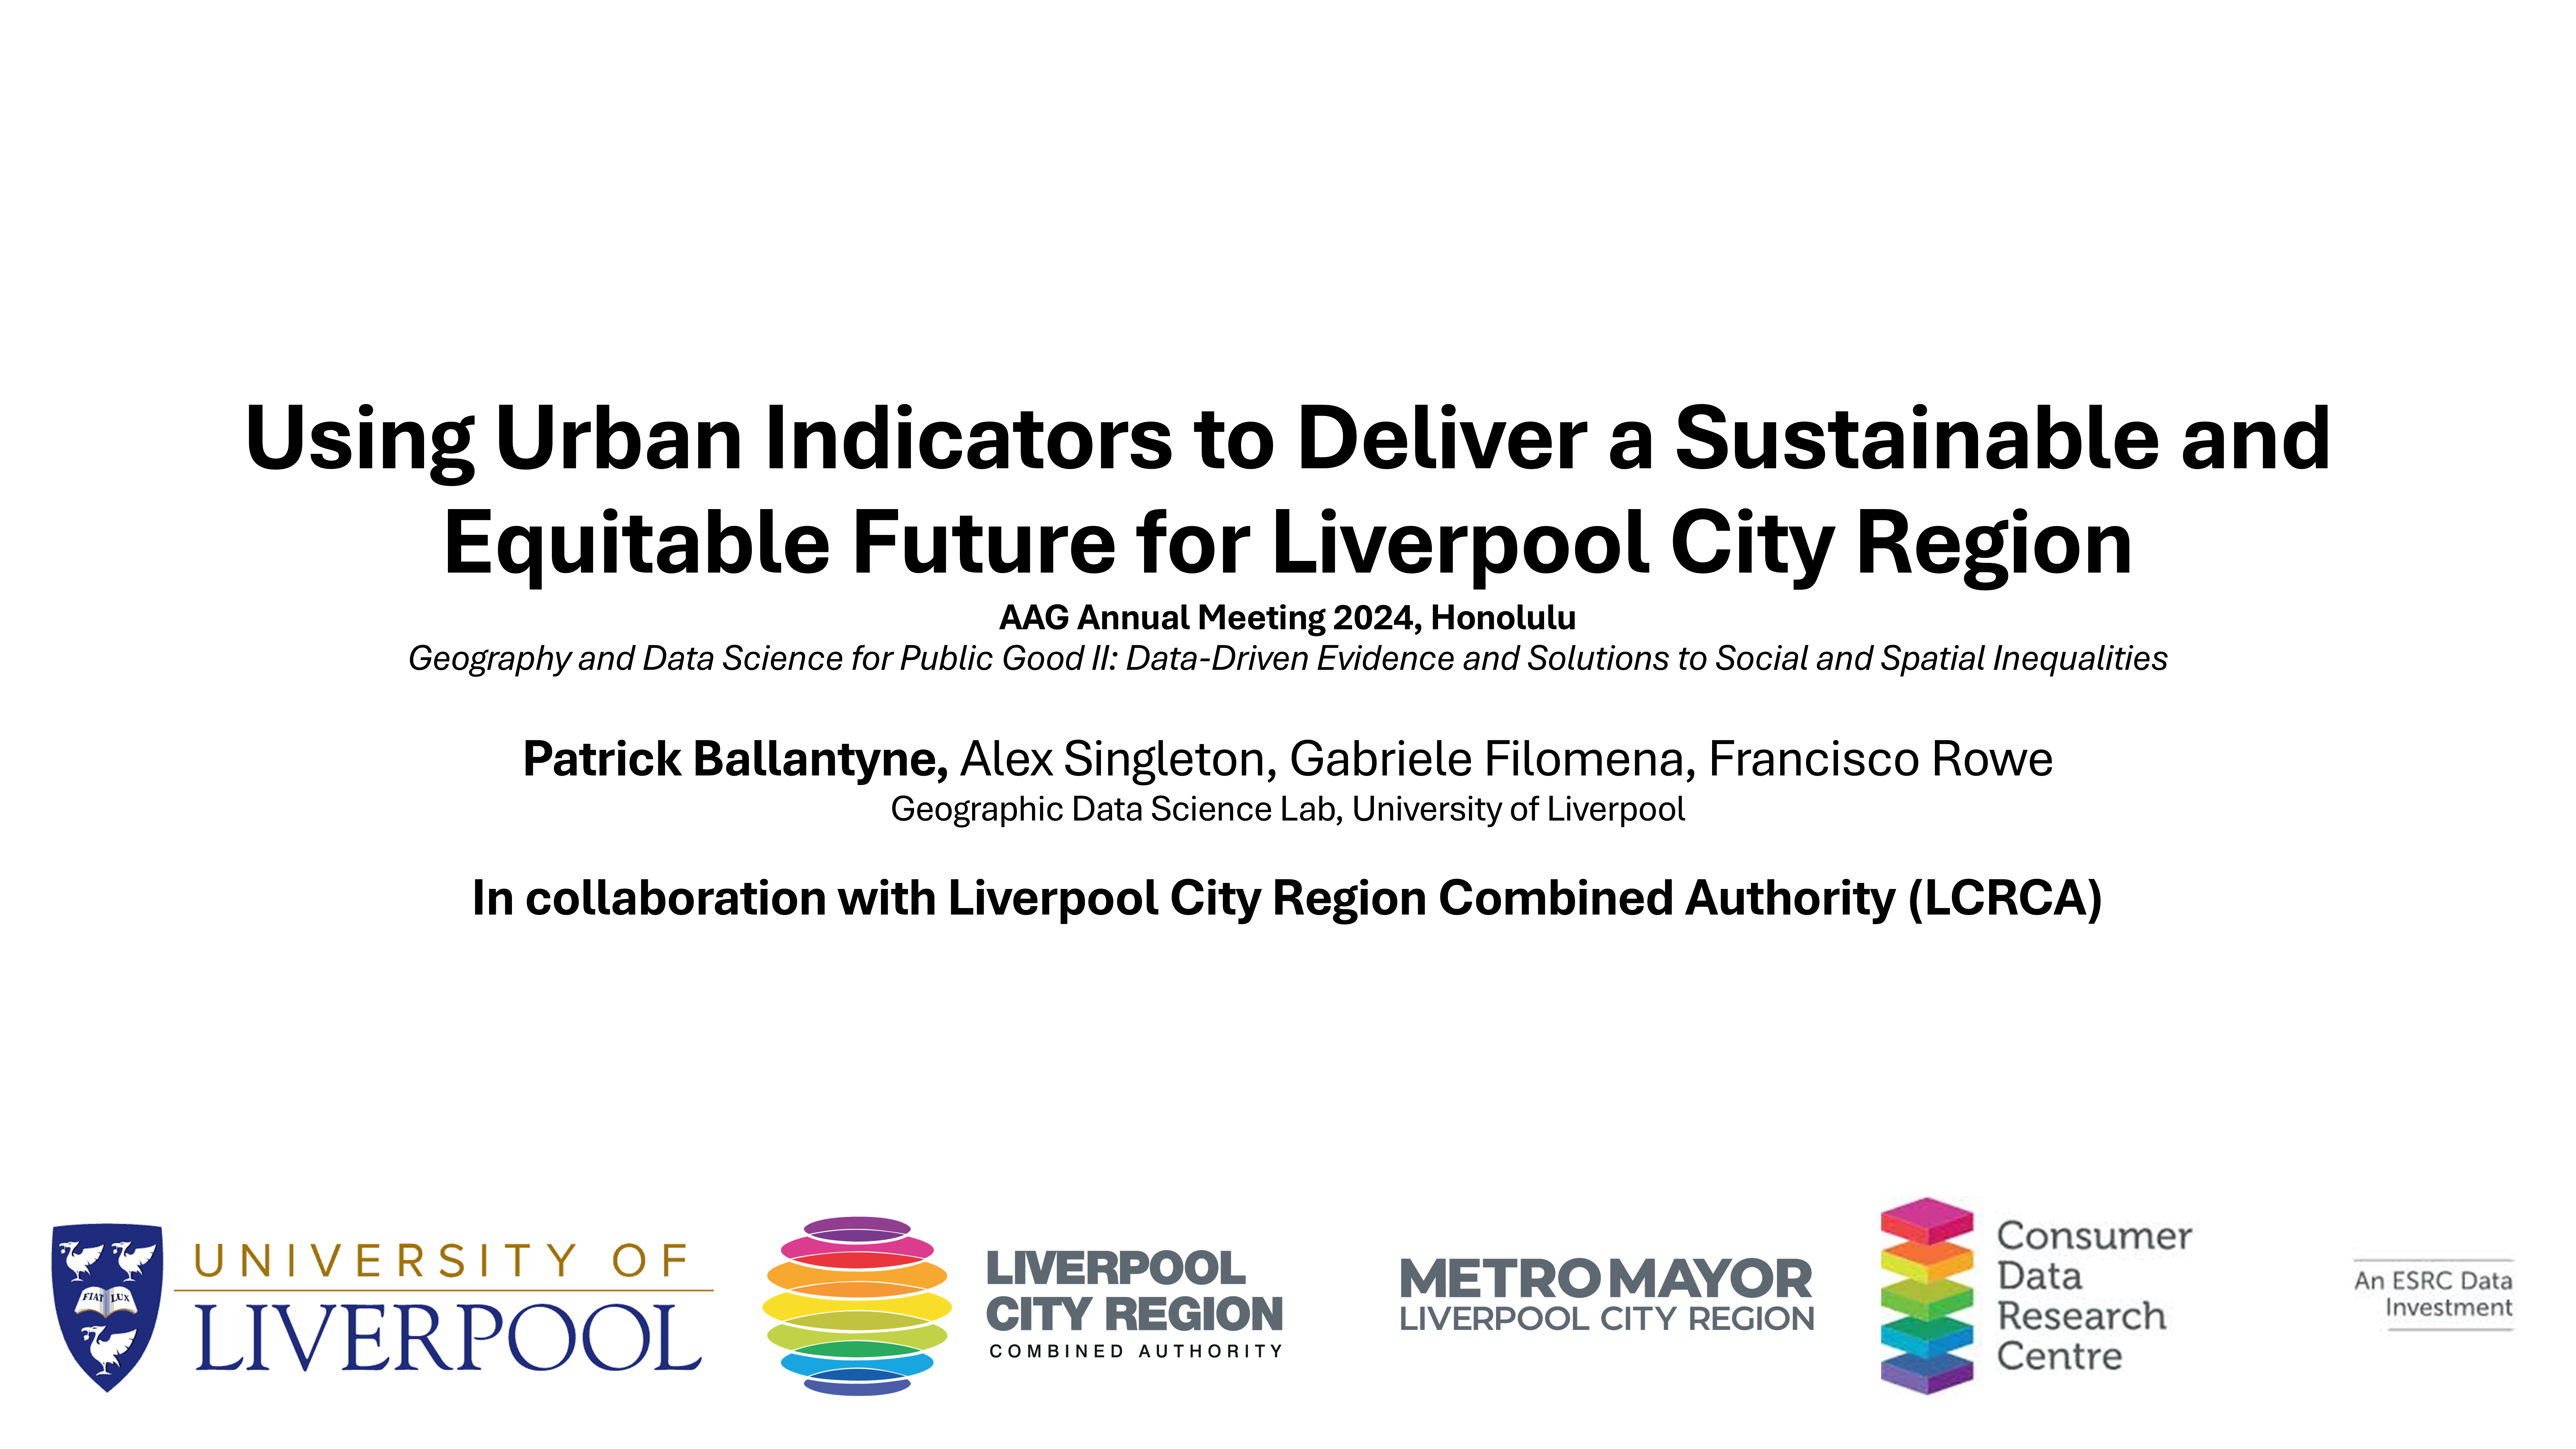 Using Urban Indicators to Deliver a Sustainable and
Equitable Future for Liverpool City Region
AAG Annual Meeting 2024, Honolulu
Geography and Data Science for Public Good II: Data-Driven Evidence and Solutions to Social and Spatial Inequalities
Patrick Ballantyne, Alex Singleton, Gabriele Filomena, Francisco Rowe
Geographic Data Science Lab, University of Liverpool
In collaboration with Liverpool City Region Combined Authority (LCRCA)
FIAT LUX
UNIVERSITY OF
LIVERPOOL
LIVERPOOL
CITY REGION
COMBINED AUTHORITY
METRO MAYOR
LIVERPOOL CITY REGION
Consumer
Data
Research
Centre
An ESRC Data
Investment